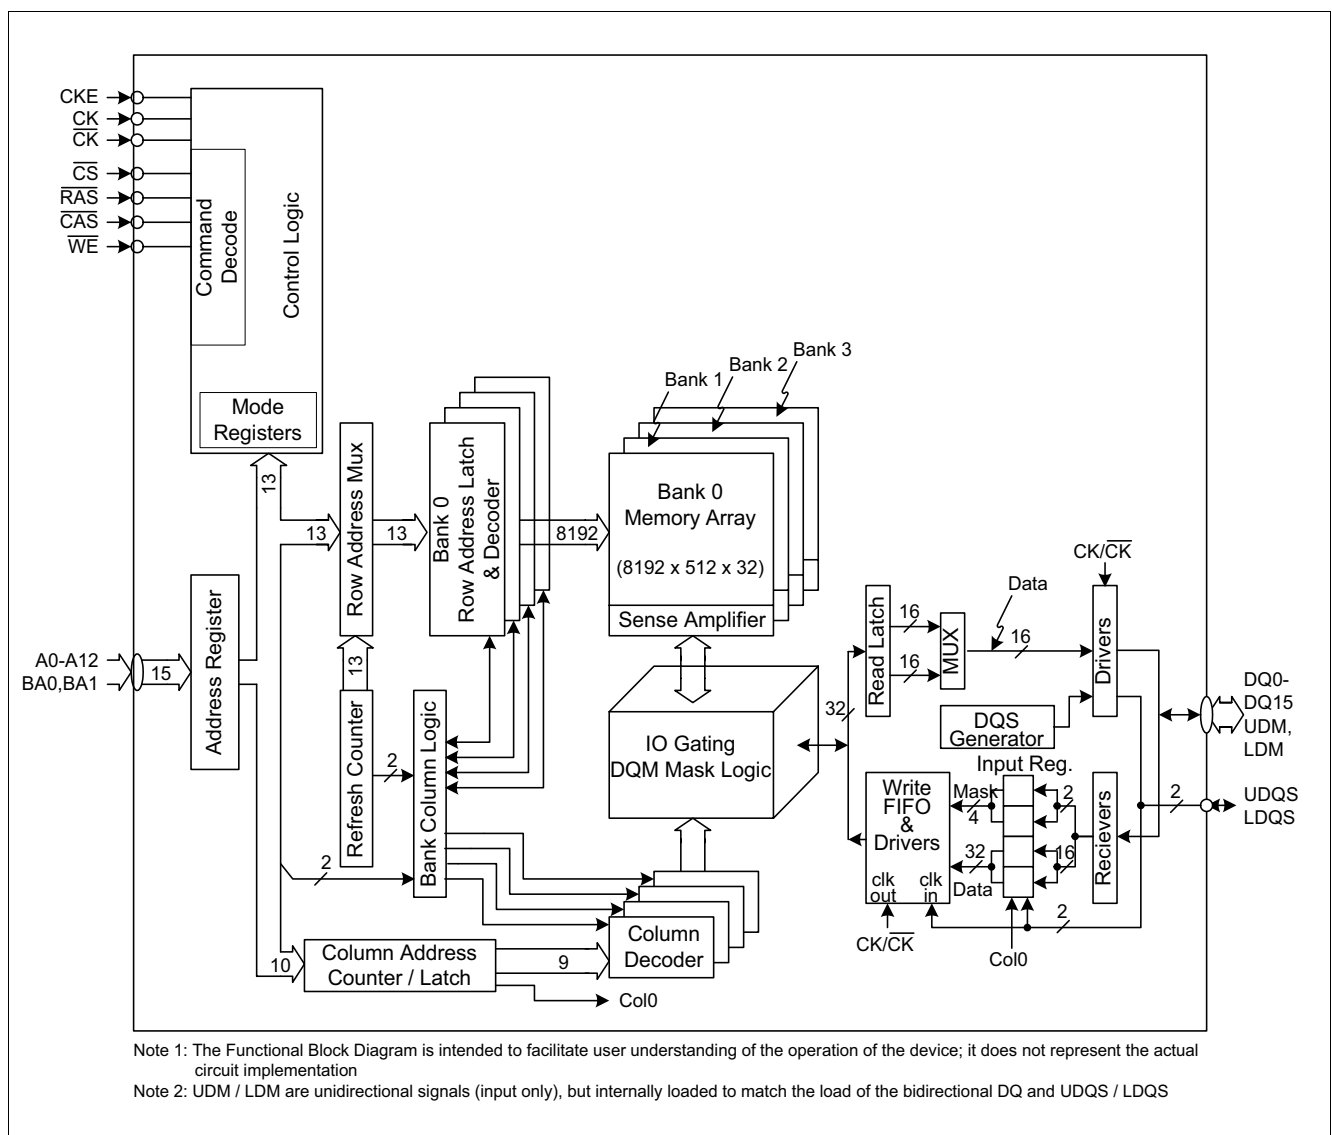 CKE
CK
C̅K̅
C̅S̅
R̅A̅S̅
C̅A̅S̅
W̅E̅
Command
Decode
Control Logic
Mode
Registers
13
13
Row Address Mux
13
Bank 0
Row Address Latch
& Decoder
8192
Bank 1
Bank 2
Bank 3
Bank 0
Memory Array
(8192 x 512 x 32)
Sense Amplifier
A0-A12
BA0,BA1
15
Address Register
13
Refresh Counter
2
Bank Column Logic
2
IO Gating
DQM Mask Logic
10
Column Address
Counter / Latch
9
Column
Decoder
Col0
32
Read Latch
16
16
MUX
Data
16
CK/C̅K̅
Drivers
DQS
Generator
Input Reg.
Write
FIFO
&
Drivers
Mask
4
2
32
Data
16
Recievers
clk
out
clk
in
CK/C̅K̅
Col0
2
2
DQ0-
DQ15
UDM,
LDM
UDQS
LDQS
Note 1: The Functional Block Diagram is intended to facilitate user understanding of the operation of the device; it does not represent the actual
circuit implementation
Note 2: UDM / LDM are unidirectional signals (input only), but internally loaded to match the load of the bidirectional DQ and UDQS / LDQS